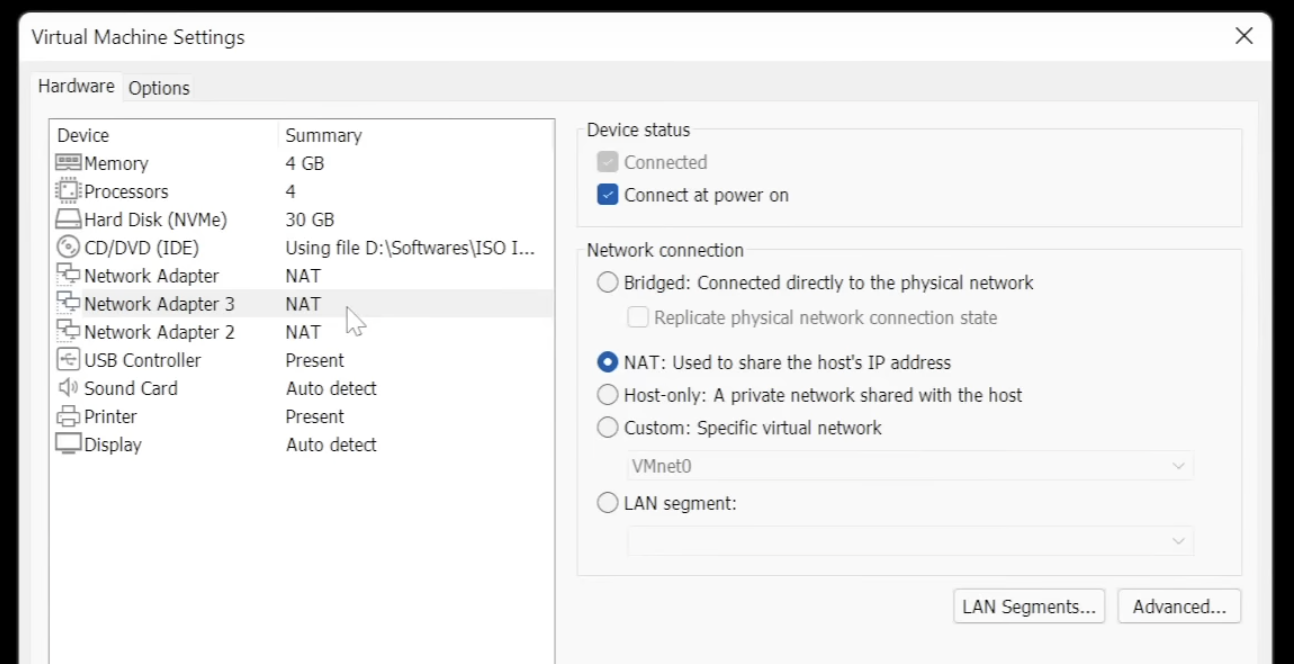 Virtual Machine Settings
Hardware Options
Device Summary
Memory 4 GB
Processors 4
Hard Disk (NVMe) 30 GB
CD/DVD (IDE) Using file D:\Softwares\ISO I...
Network Adapter NAT
Network Adapter 3 NAT
Network Adapter 2 NAT
USB Controller Present
Sound Card Auto detect
Printer Present
Display Auto detect
Device status
Connected
Connect at power on
Network connection
Bridged: Connected directly to the physical network
Replicate physical network connection state
NAT: Used to share the host's IP address
Host-only: A private network shared with the host
Custom: Specific virtual network
VMnet0
LAN segment:
LAN Segments... Advanced...